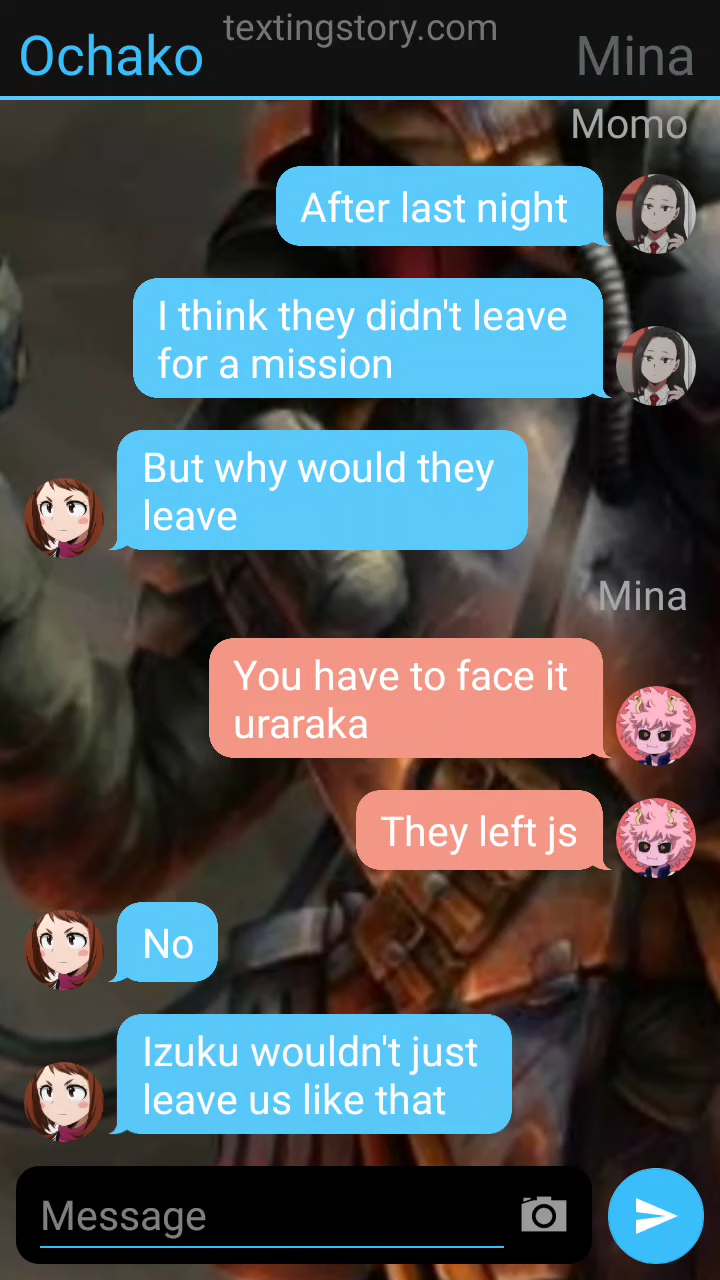 textingstory.com
Ochako
Mina
Momo
After last night
I think they didn't leave
for a mission
But why would they
leave
Mina
You have to face it
uraraka
They left js
No
Izuku wouldn't just
leave us like that
Message